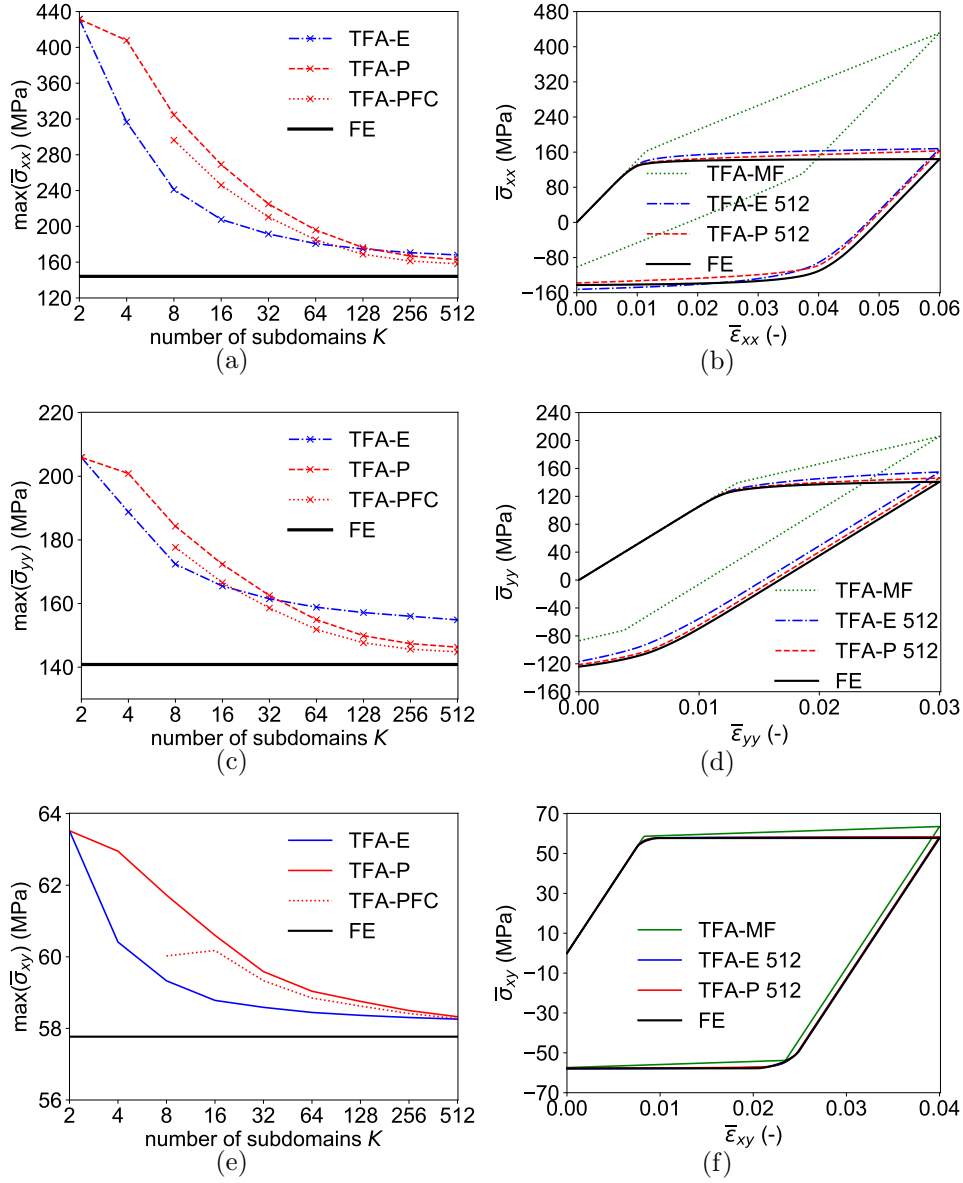 440
400
360
320
280
240
200
160
120
max(σ̅xx) (MPa)
TFA-E
TFA-P
TFA-PFC
FE
2 4 8 16 32 64 128 256 512
number of subdomains K
(a)
480
400
320
240
160
80
0
−80
−160
σ̅xx (MPa)
TFA-MF
TFA-E 512
TFA-P 512
FE
0.00 0.01 0.02 0.03 0.04 0.05 0.06
ε̅xx (-)
(b)
220
200
180
160
140
max(σ̅yy) (MPa)
TFA-E
TFA-P
TFA-PFC
FE
2 4 8 16 32 64 128 256 512
number of subdomains K
(c)
240
200
160
120
80
40
0
−40
−80
−120
−160
σ̅yy (MPa)
TFA-MF
TFA-E 512
TFA-P 512
FE
0.00 0.01 0.02 0.03
ε̅yy (-)
(d)
64
62
60
58
56
max(σ̅xy) (MPa)
TFA-E
TFA-P
TFA-PFC
FE
2 4 8 16 32 64 128 256 512
number of subdomains K
(e)
70
50
30
10
−10
−30
−50
−70
σ̅xy (MPa)
TFA-MF
TFA-E 512
TFA-P 512
FE
0.00 0.01 0.02 0.03 0.04
ε̅xy (-)
(f)